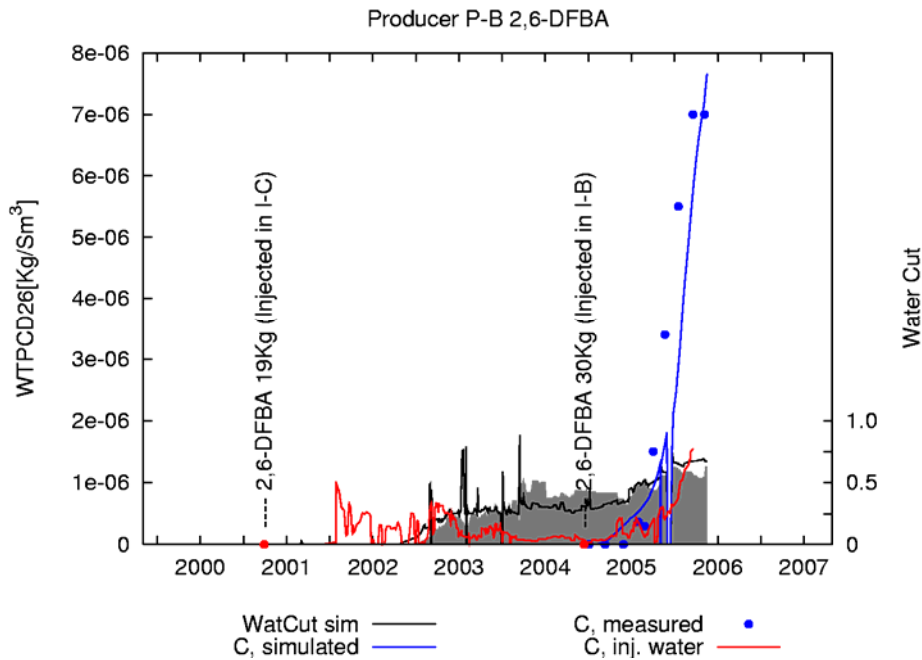 Producer P-B 2,6-DFBA
8e-06
7e-06
6e-06
5e-06
4e-06
3e-06
2e-06
1e-06
0
WTPCD26[Kg/Sm³]
2,6-DFBA 19Kg (Injected in I-C)
2,6-DFBA 30Kg (Injected in I-B)
Water Cut
1.0
0.5
0
2000 2001 2002 2003 2004 2005 2006 2007
WatCut sim
C, simulated
C, measured
C, inj. water